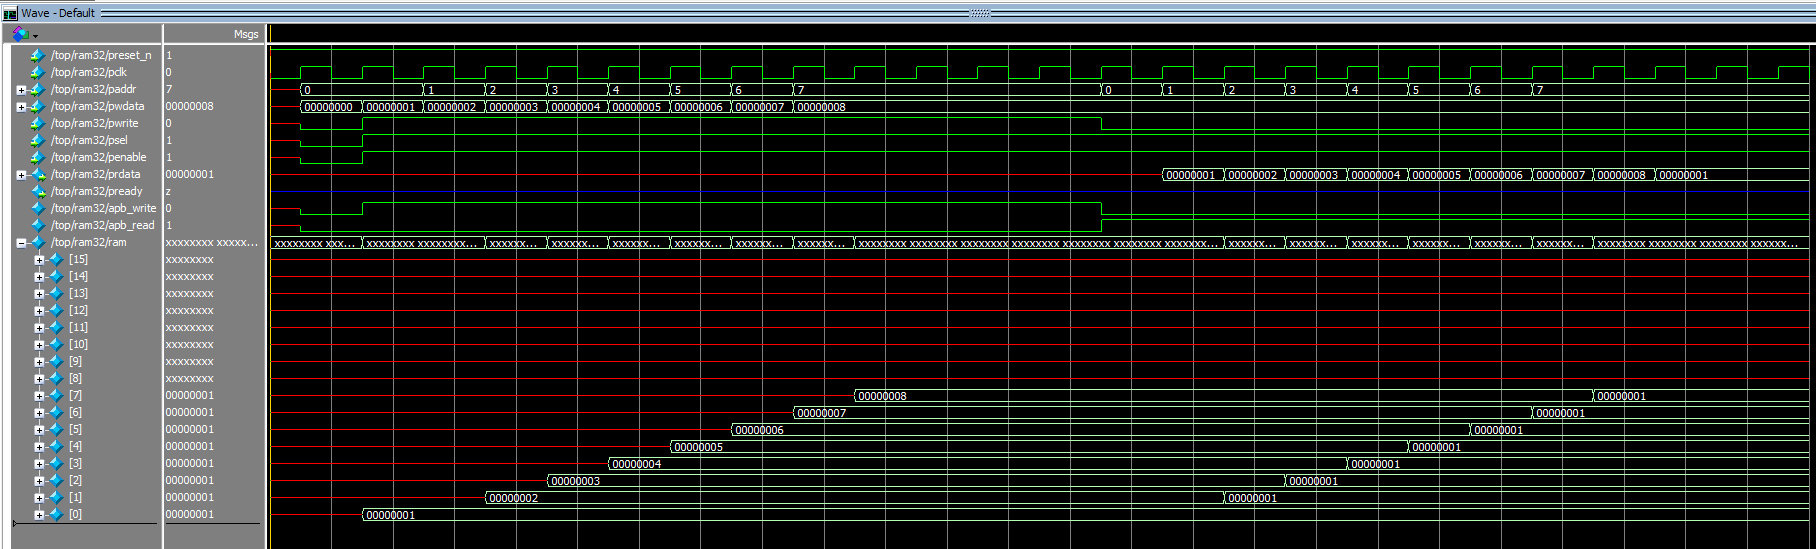 Wave - Default
Msgs
/top/ram32/preset_n 1
/top/ram32/pclk 0
/top/ram32/paddr 7 0 1 2 3 4 5 6 7 0 1 2 3 4 5 6 7
/top/ram32/pwdata 00000008 00000000 00000001 00000002 00000003 00000004 00000005 00000006 00000007 00000008
/top/ram32/pwrite 0
/top/ram32/psel 1
/top/ram32/penable 1
/top/ram32/prdata 00000001 00000001 00000002 00000003 00000004 00000005 00000006 00000007 00000008 00000001
/top/ram32/pready z
/top/ram32/apb_write 0
/top/ram32/apb_read 1
/top/ram32/ram xxxxxxxx xxxxx... xxxxxxxx xxx... xxxxxxxx xxxxxxxx... xxxxxx... xxxxxx... xxxxxx... xxxxxx... xxxxxx... xxxxxx... xxxxxxxx xxxxxxxx xxxxxxxx xxxxxxxx xxxxxxxx xxxxxxxx xxxxxxx... xxxxxx... xxxxxx... xxxxxx... xxxxxx... xxxxxx... xxxxxx... xxxxxxxx xxxxxxxx xxxxxxxx xxxxxx...
[15] xxxxxxxx
[14] xxxxxxxx
[13] xxxxxxxx
[12] xxxxxxxx
[11] xxxxxxxx
[10] xxxxxxxx
[9] xxxxxxxx
[8] xxxxxxxx
[7] 00000001 00000008 00000001
[6] 00000001 00000007 00000001
[5] 00000001 00000006 00000001
[4] 00000001 00000005 00000001
[3] 00000001 00000004 00000001
[2] 00000001 00000003 00000001
[1] 00000001 00000002 00000001
[0] 00000001 00000001